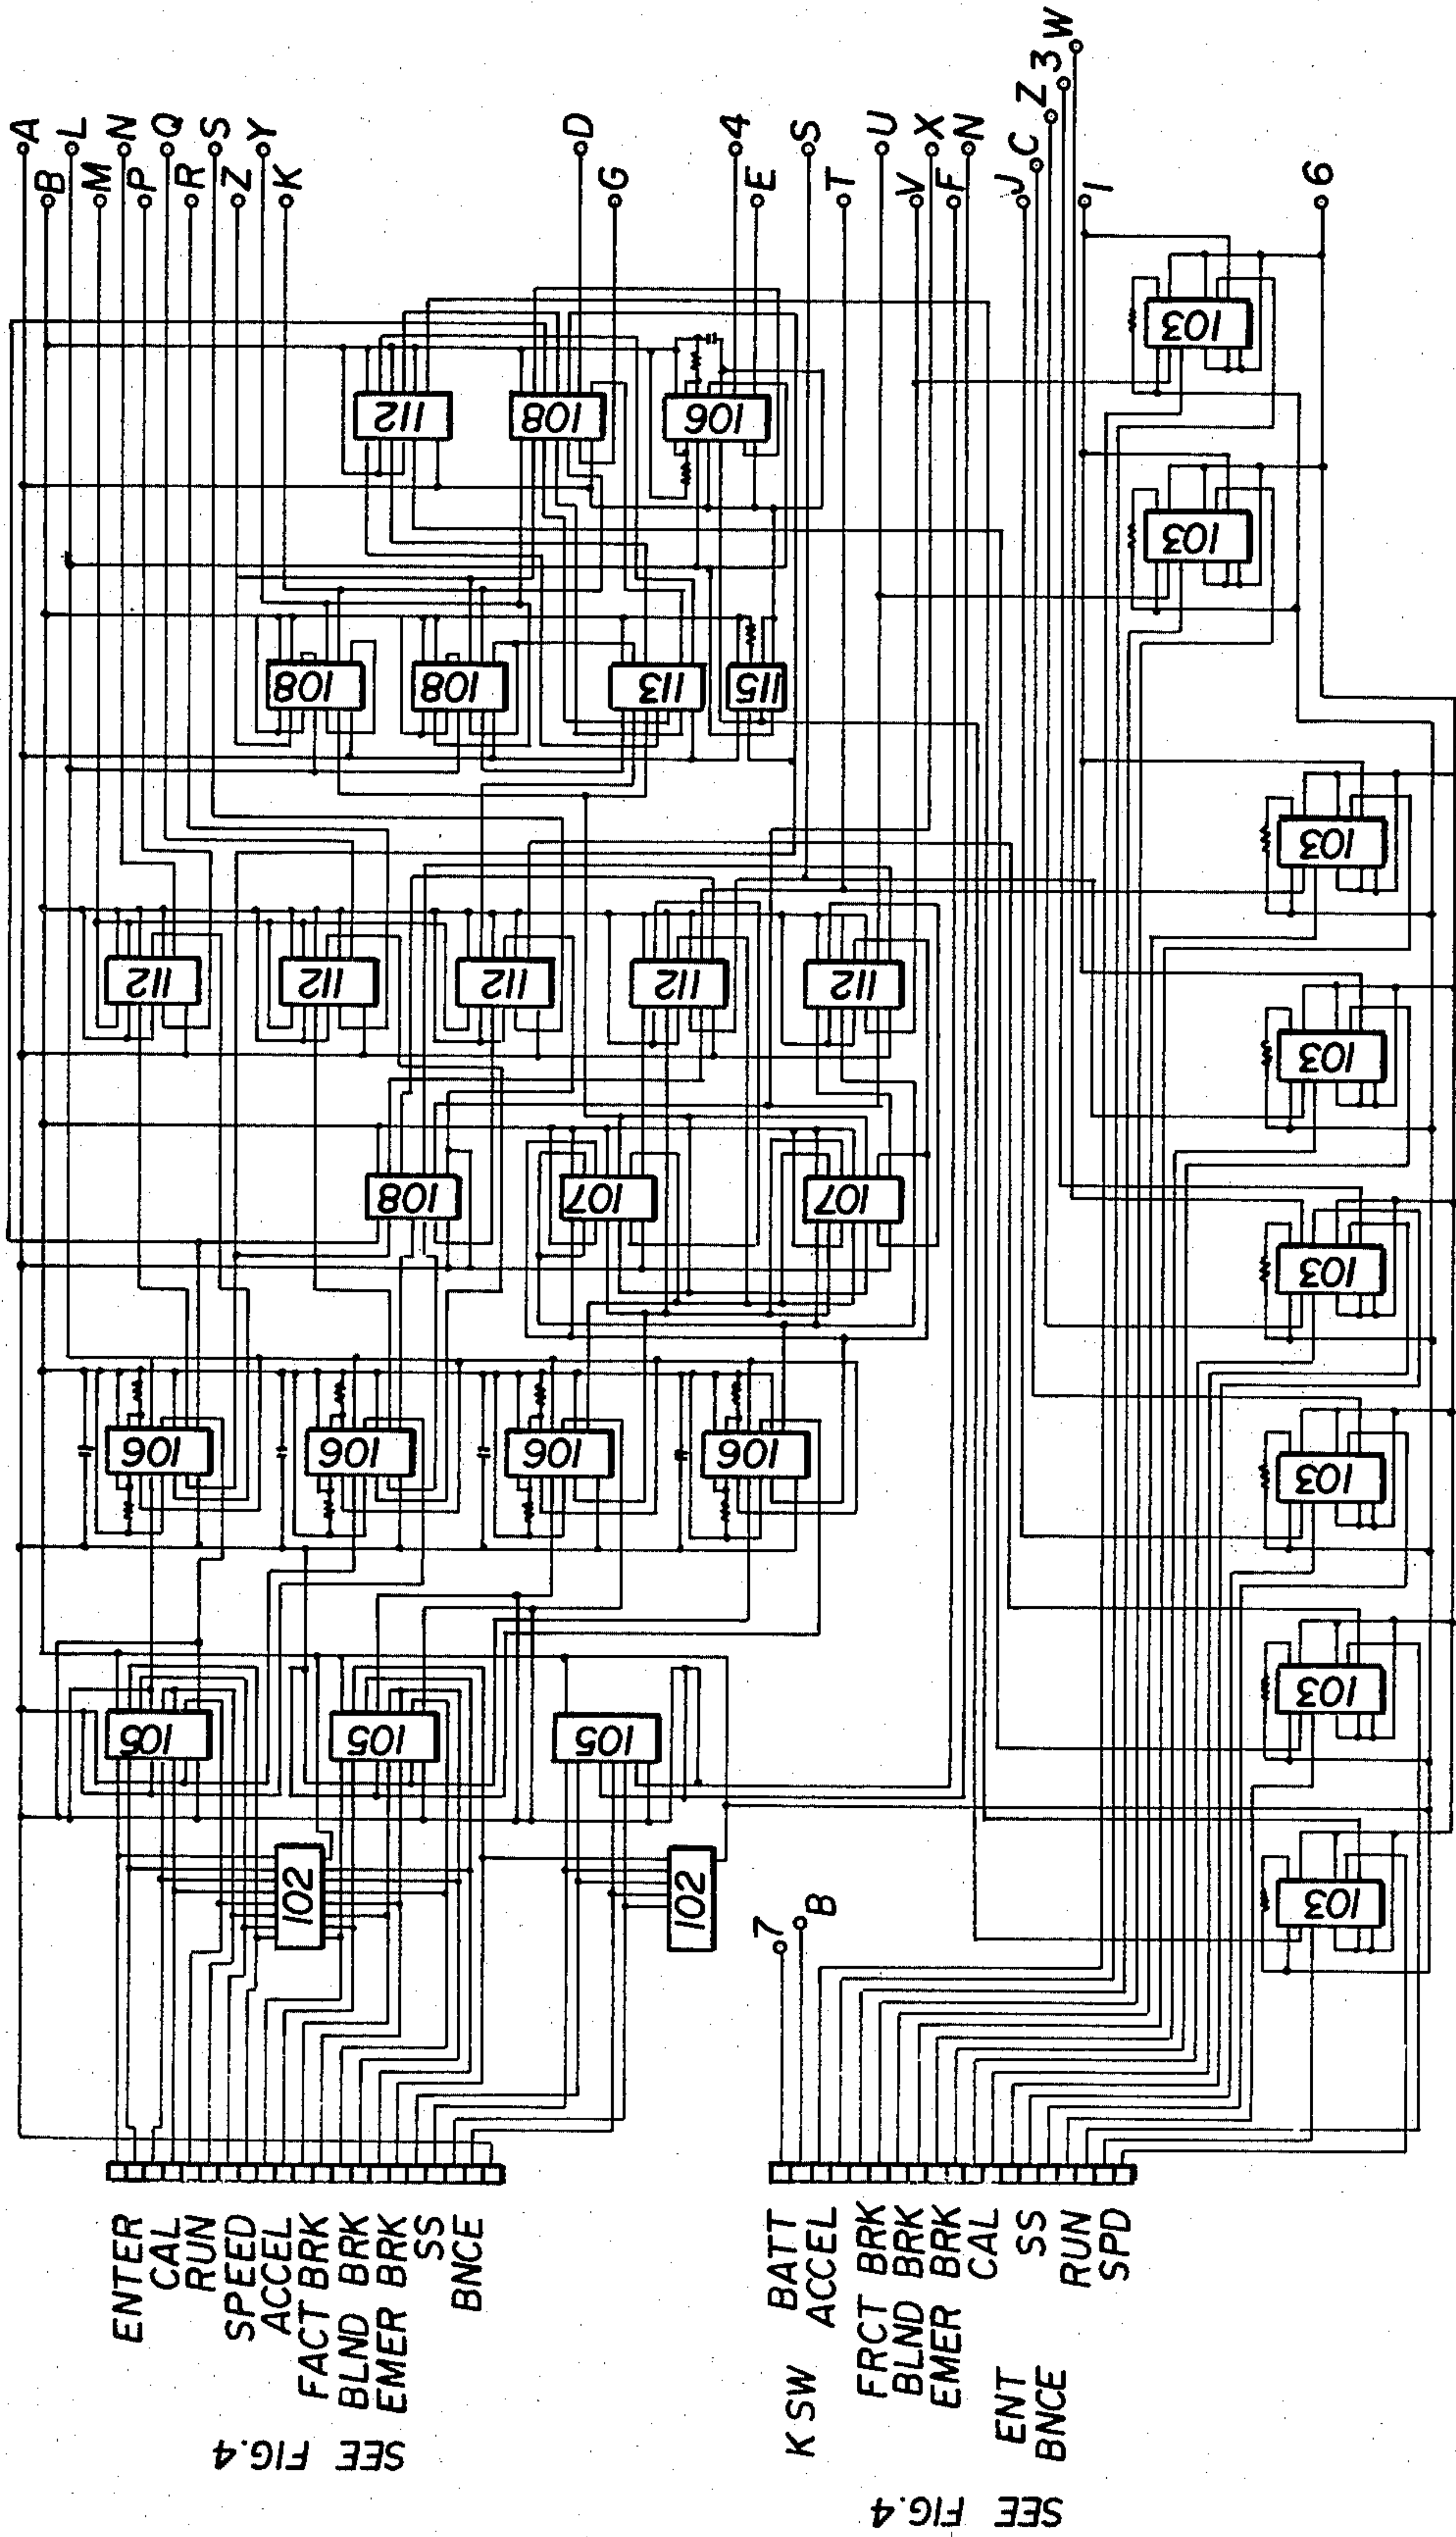 A
B
L
M
N
P
Q
R
S
Z
Y
K
D
G
4
E
S
T
U
V
X
F
N
J
C
Z
3
W
1
6
112
108
106
103
103
108
108
113
115
103
112
112
112
112
112
103
108
107
107
103
106
106
106
106
103
105
105
105
103
102
102
7
B
103
ENTER
CAL
RUN
SPEED
ACCEL
FACT BRK
BLND BRK
EMER BRK
SS
BNCE
SEE FIG.4
K SW BATT
ACCEL
FRCT BRK
BLND BRK
EMER BRK
CAL
ENT SS
BNCE
RUN
SPD
SEE FIG.4